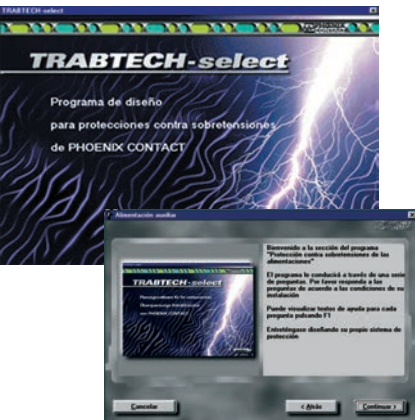 TRABTECH-select
PHOENIX
CONTACT
TRABTECH-select
Programa de diseño
para protecciones contra sobretensiones
de PHOENIX CONTACT
Alimentación auxiliar
Bienvenido a la sección del programa
"Protección contra sobretensiones de las
alimentaciones"
El programa le conducirá a través de una serie
de preguntas. Por favor responda a las
preguntas de acuerdo a las condiciones de su
instalación
Puede visualizar textos de ayuda para cada
pregunta pulsando F1
Entreténgase diseñando su propio sistema de
protección
TRABTECH-select
Cancelar
< Atrás
Continuar >